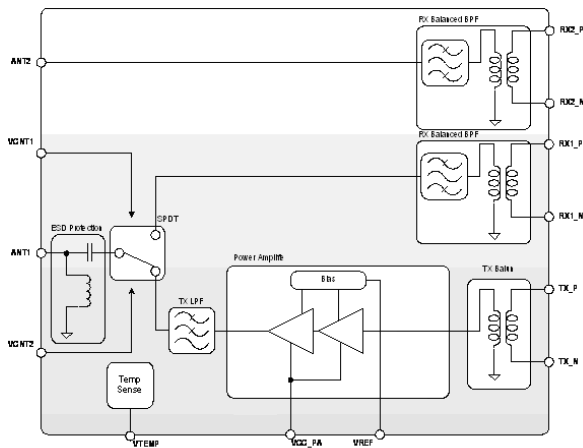 RX Balanced BPF
RX2_P
ANT2
RX2_N
VCNT1
RX Balanced BPF
RX1_P
SPDT
RX1_N
ESD Protection
ANT1
Power Amplifie
TX Balun
Bias
TX_P
TX LPF
VCNT2
TX_N
Temp
Sense
VTEMP
VCC_PA
VREF